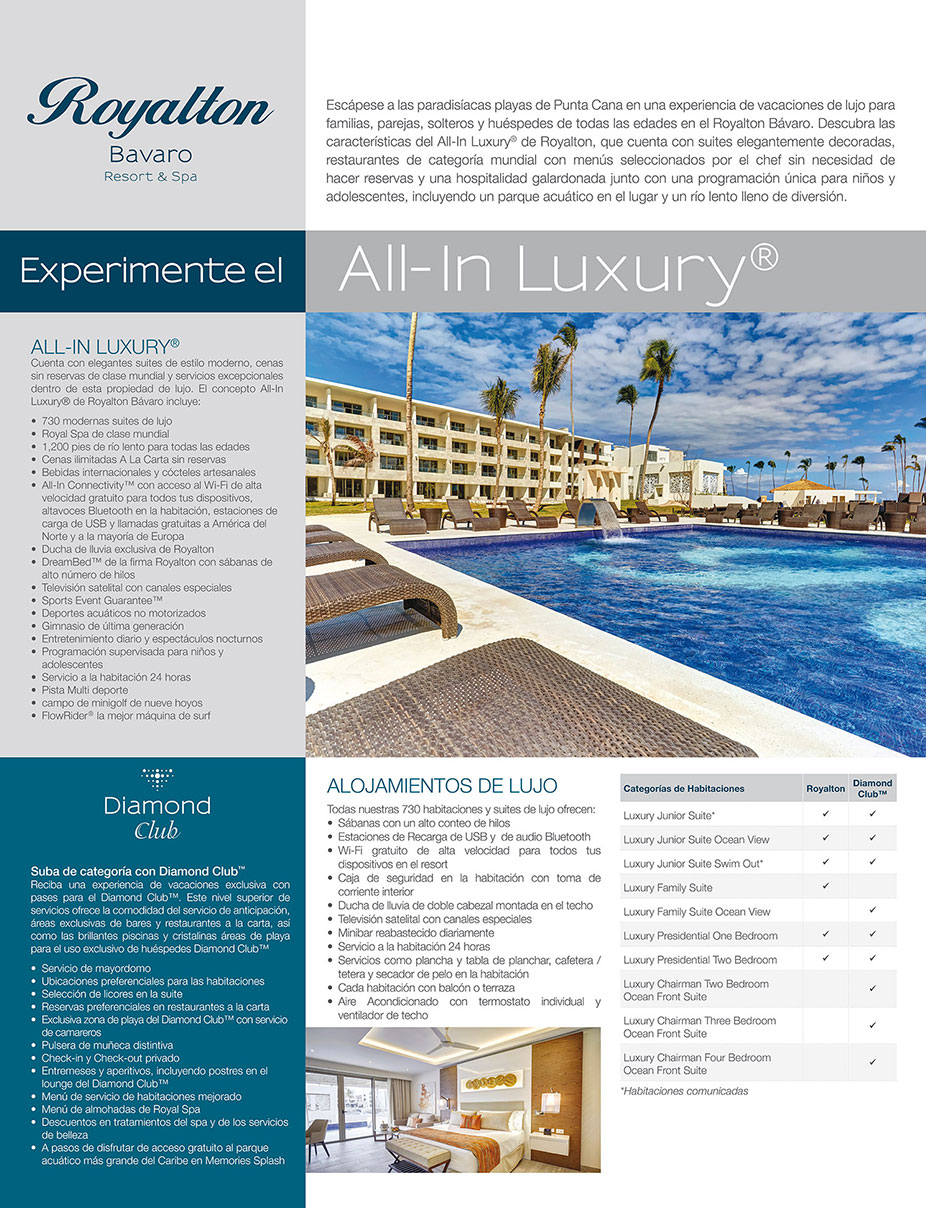 Royalton
Bavaro
Resort & Spa
Escápese a las paradisíacas playas de Punta Cana en una experiencia de vacaciones de lujo para
familias, parejas, solteros y huéspedes de todas las edades en el Royalton Bávaro. Descubra las
características del All-In Luxury® de Royalton, que cuenta con suites elegantemente decoradas,
restaurantes de categoría mundial con menús seleccionados por el chef sin necesidad de
hacer reservas y una hospitalidad galardonada junto con una programación única para niños y
adolescentes, incluyendo un parque acuático en el lugar y un río lento lleno de diversión.
Experimente el All-In Luxury®
ALL-IN LUXURY®
Cuenta con elegantes suites de estilo moderno, cenas
sin reservas de clase mundial y servicios excepcionales
dentro de esta propiedad de lujo. El concepto All-In
Luxury® de Royalton Bávaro incluye:
• 730 modernas suites de lujo
• Royal Spa de clase mundial
• 1,200 pies de río lento para todas las edades
• Cenas ilimitadas A La Carta sin reservas
• Bebidas internacionales y cócteles artesanales
• All-In Connectivity™ con acceso al Wi-Fi de alta
velocidad gratuito para todos tus dispositivos,
altavoces Bluetooth en la habitación, estaciones de
carga de USB y llamadas gratuitas a América del
Norte y a la mayoría de Europa
• Ducha de lluvia exclusiva de Royalton
• DreamBed™ de la firma Royalton con sábanas de
alto número de hilos
• Televisión satelital con canales especiales
• Sports Event Guarantee™
• Deportes acuáticos no motorizados
• Gimnasio de última generación
• Entretenimiento diario y espectáculos nocturnos
• Programación supervisada para niños y
adolescentes
• Servicio a la habitación 24 horas
• Pista Multi deporte
• campo de minigolf de nueve hoyos
• FlowRider® la mejor máquina de surf
Diamond
Club
Suba de categoría con Diamond Club™
Reciba una experiencia de vacaciones exclusiva con
pases para el Diamond Club™. Este nivel superior de
servicios ofrece la comodidad del servicio de anticipación,
áreas exclusivas de bares y restaurantes a la carta, así
como las brillantes piscinas y cristalinas áreas de playa
para el uso exclusivo de huéspedes Diamond Club™
• Servicio de mayordomo
• Ubicaciones preferenciales para las habitaciones
• Selección de licores en la suite
• Reservas preferenciales en restaurantes a la carta
• Exclusiva zona de playa del Diamond Club™ con servicio
de camareros
• Pulsera de muñeca distintiva
• Check-in y Check-out privado
• Entremeses y aperitivos, incluyendo postres en el
lounge del Diamond Club™
• Menú de servicio de habitaciones mejorado
• Menú de almohadas de Royal Spa
• Descuentos en tratamientos del spa y de los servicios
de belleza
• A pasos de disfrutar de acceso gratuito al parque
acuático más grande del Caribe en Memories Splash
ALOJAMIENTOS DE LUJO
Todas nuestras 730 habitaciones y suites de lujo ofrecen:
• Sábanas con un alto conteo de hilos
• Estaciones de Recarga de USB y de audio Bluetooth
• Wi-Fi gratuito de alta velocidad para todos tus
dispositivos en el resort
• Caja de seguridad en la habitación con toma de
corriente interior
• Ducha de lluvia de doble cabezal montada en el techo
• Televisión satelital con canales especiales
• Minibar reabastecido diariamente
• Servicio a la habitación 24 horas
• Servicios como plancha y tabla de planchar, cafetera /
tetera y secador de pelo en la habitación
• Cada habitación con balcón o terraza
• Aire Acondicionado con termostato individual y
ventilador de techo
Categorías de Habitaciones Royalton Diamond
Club™
Luxury Junior Suite* ✓ ✓
Luxury Junior Suite Ocean View ✓ ✓
Luxury Junior Suite Swim Out* ✓ ✓
Luxury Family Suite ✓
Luxury Family Suite Ocean View ✓
Luxury Presidential One Bedroom ✓ ✓
Luxury Presidential Two Bedroom ✓ ✓
Luxury Chairman Two Bedroom
Ocean Front Suite ✓
Luxury Chairman Three Bedroom
Ocean Front Suite ✓
Luxury Chairman Four Bedroom
Ocean Front Suite ✓
*Habitaciones comunicadas